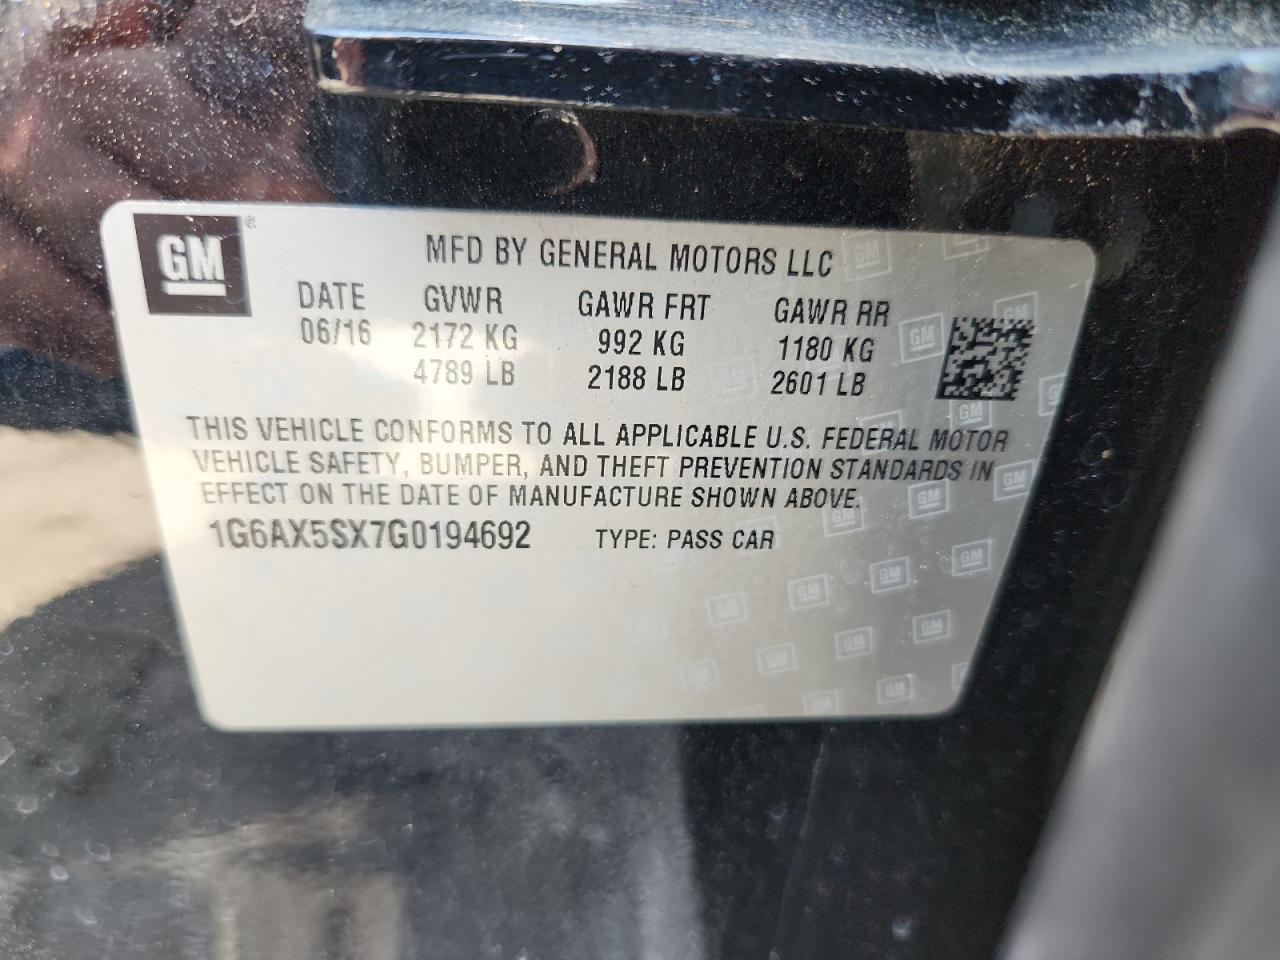 GM®
MFD BY GENERAL MOTORS LLC
DATE GVWR GAWR FRT GAWR RR
06/16 2172 KG 992 KG 1180 KG
4789 LB 2188 LB 2601 LB
THIS VEHICLE CONFORMS TO ALL APPLICABLE U.S. FEDERAL MOTOR
VEHICLE SAFETY, BUMPER, AND THEFT PREVENTION STANDARDS IN
EFFECT ON THE DATE OF MANUFACTURE SHOWN ABOVE.
1G6AX5SX7G0194692 TYPE: PASS CAR